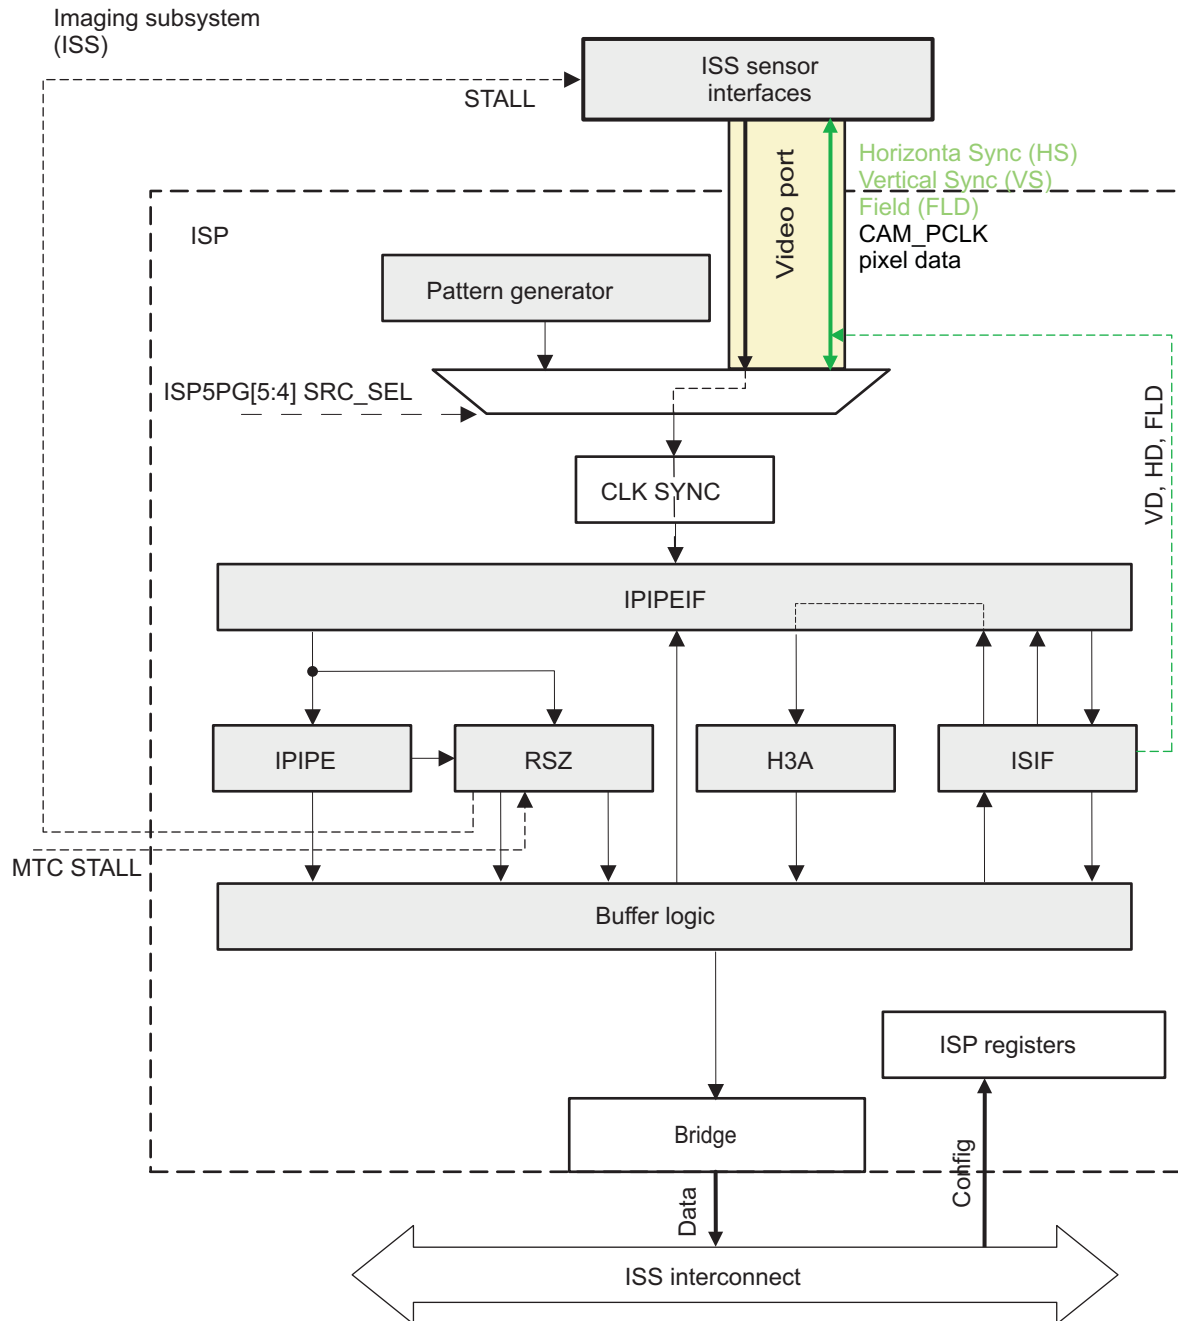 Imaging subsystem
(ISS)
ISS sensor
interfaces
STALL
Video port
Horizonta Sync (HS)
Vertical Sync (VS)
Field (FLD)
CAM_PCLK
pixel data
ISP
Pattern generator
ISP5PG[5:4] SRC_SEL
VD, HD, FLD
CLK SYNC
IPIPEIF
IPIPE
RSZ
H3A
ISIF
MTC STALL
Buffer logic
ISP registers
Bridge
Config
Data
ISS interconnect